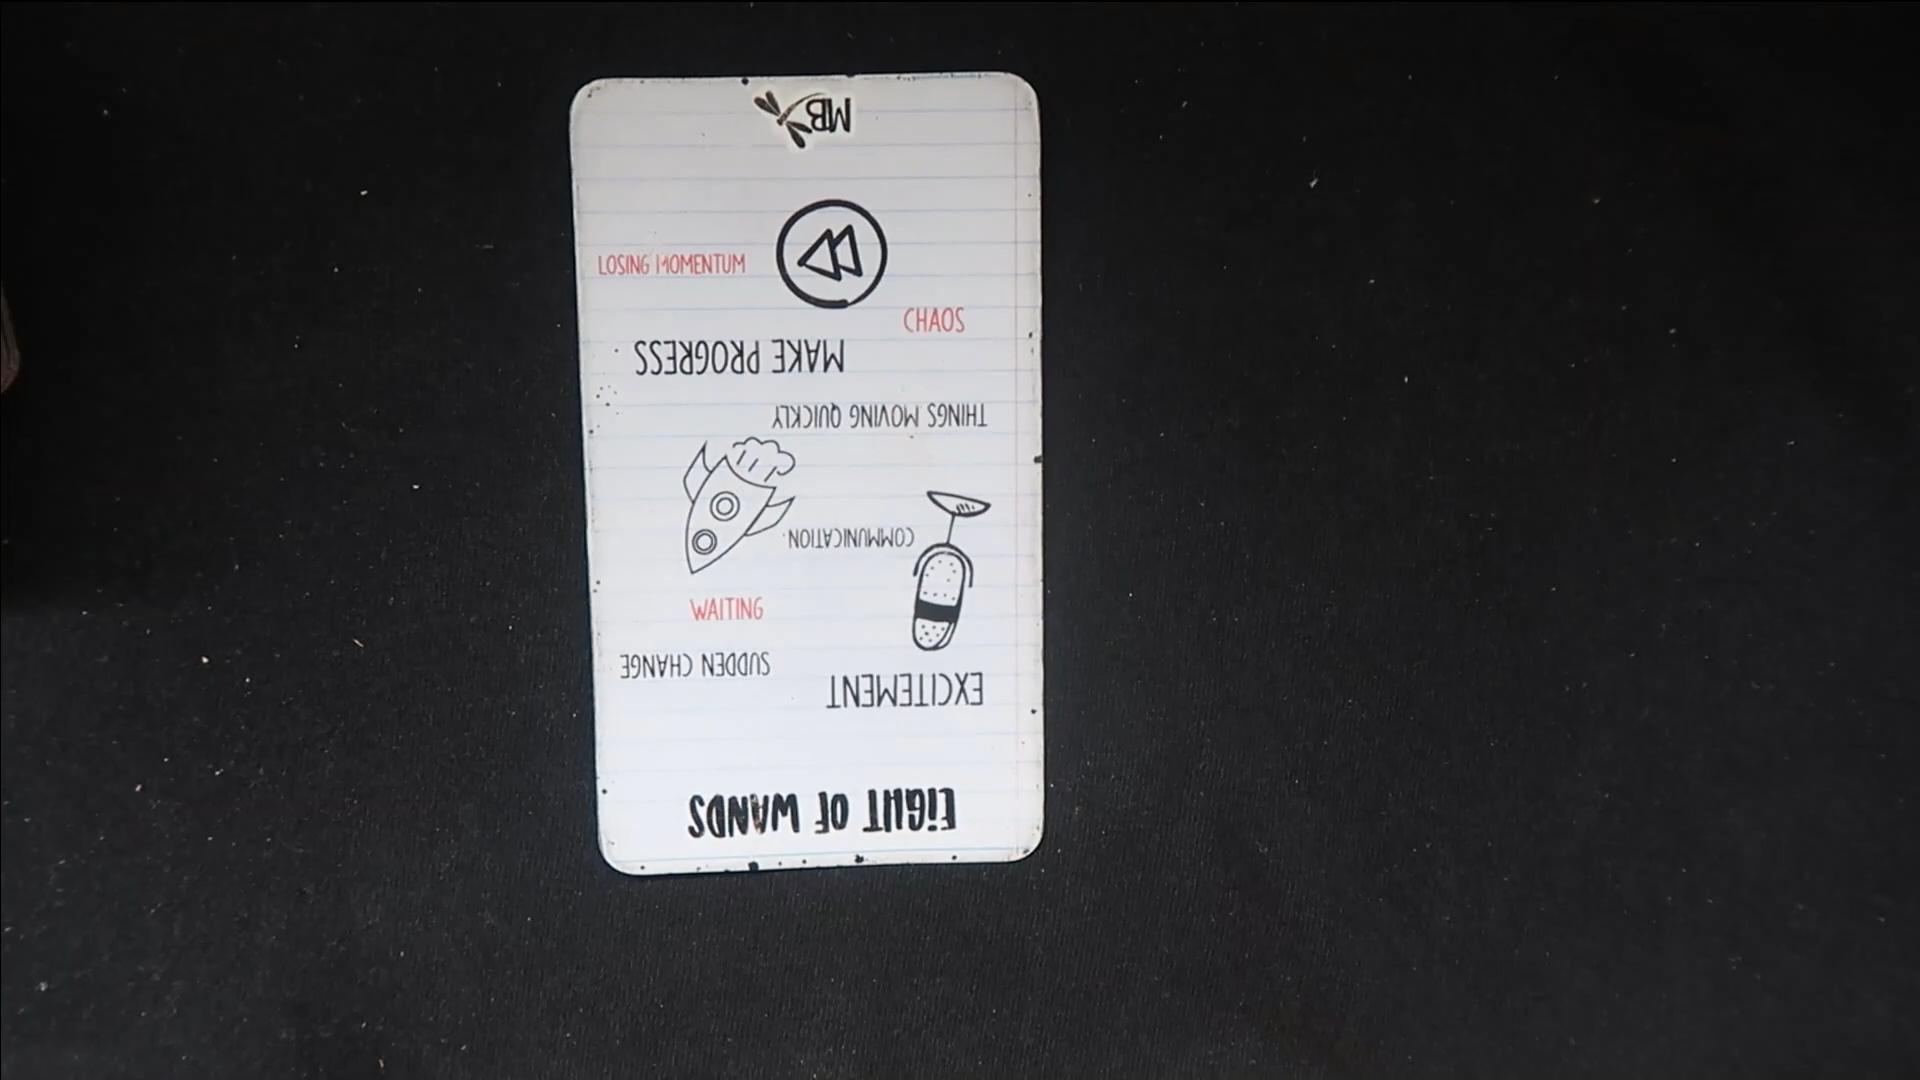 MB
LOSING MOMENTUM
CHAOS
MAKE PROGRESS
THINGS MOVING QUICKLY
COMMUNICATION
WAITING
SUDDEN CHANGE
EXCITEMENT
EIGHT OF WANDS